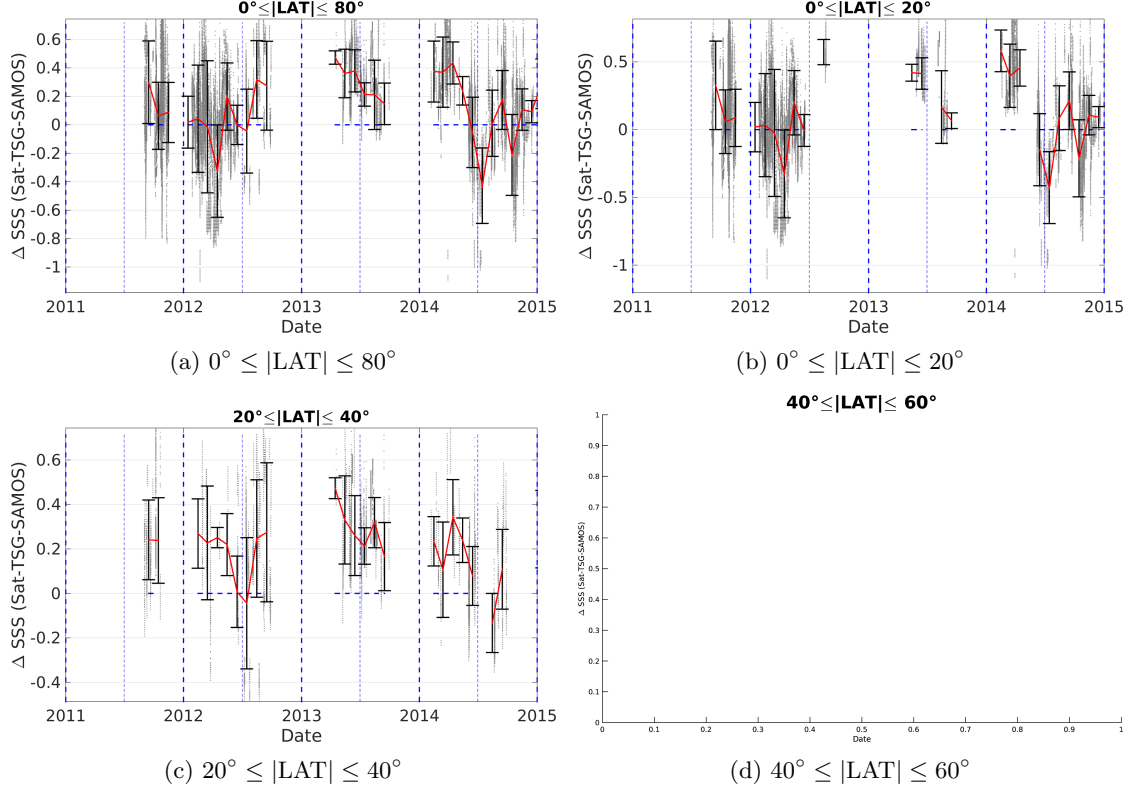 0°≤|LAT|≤ 80°
0.6
0.4
0.2
0
-0.2
-0.4
-0.6
-0.8
-1
Δ SSS (Sat-TSG-SAMOS)
2011 2012 2013 2014 2015
Date
(a) 0° ≤ |LAT| ≤ 80°
0°≤|LAT|≤ 20°
0.5
0
-0.5
-1
Δ SSS (Sat-TSG-SAMOS)
2011 2012 2013 2014 2015
Date
(b) 0° ≤ |LAT| ≤ 20°
20°≤|LAT|≤ 40°
0.6
0.4
0.2
0
-0.2
-0.4
Δ SSS (Sat-TSG-SAMOS)
2011 2012 2013 2014 2015
Date
(c) 20° ≤ |LAT| ≤ 40°
40°≤|LAT|≤ 60°
1
0.9
0.8
0.7
0.6
0.5
0.4
0.3
0.2
0.1
0
Δ SSS (Sat-TSG-SAMOS)
0 0.1 0.2 0.3 0.4 0.5 0.6 0.7 0.8 0.9 1
Date
(d) 40° ≤ |LAT| ≤ 60°